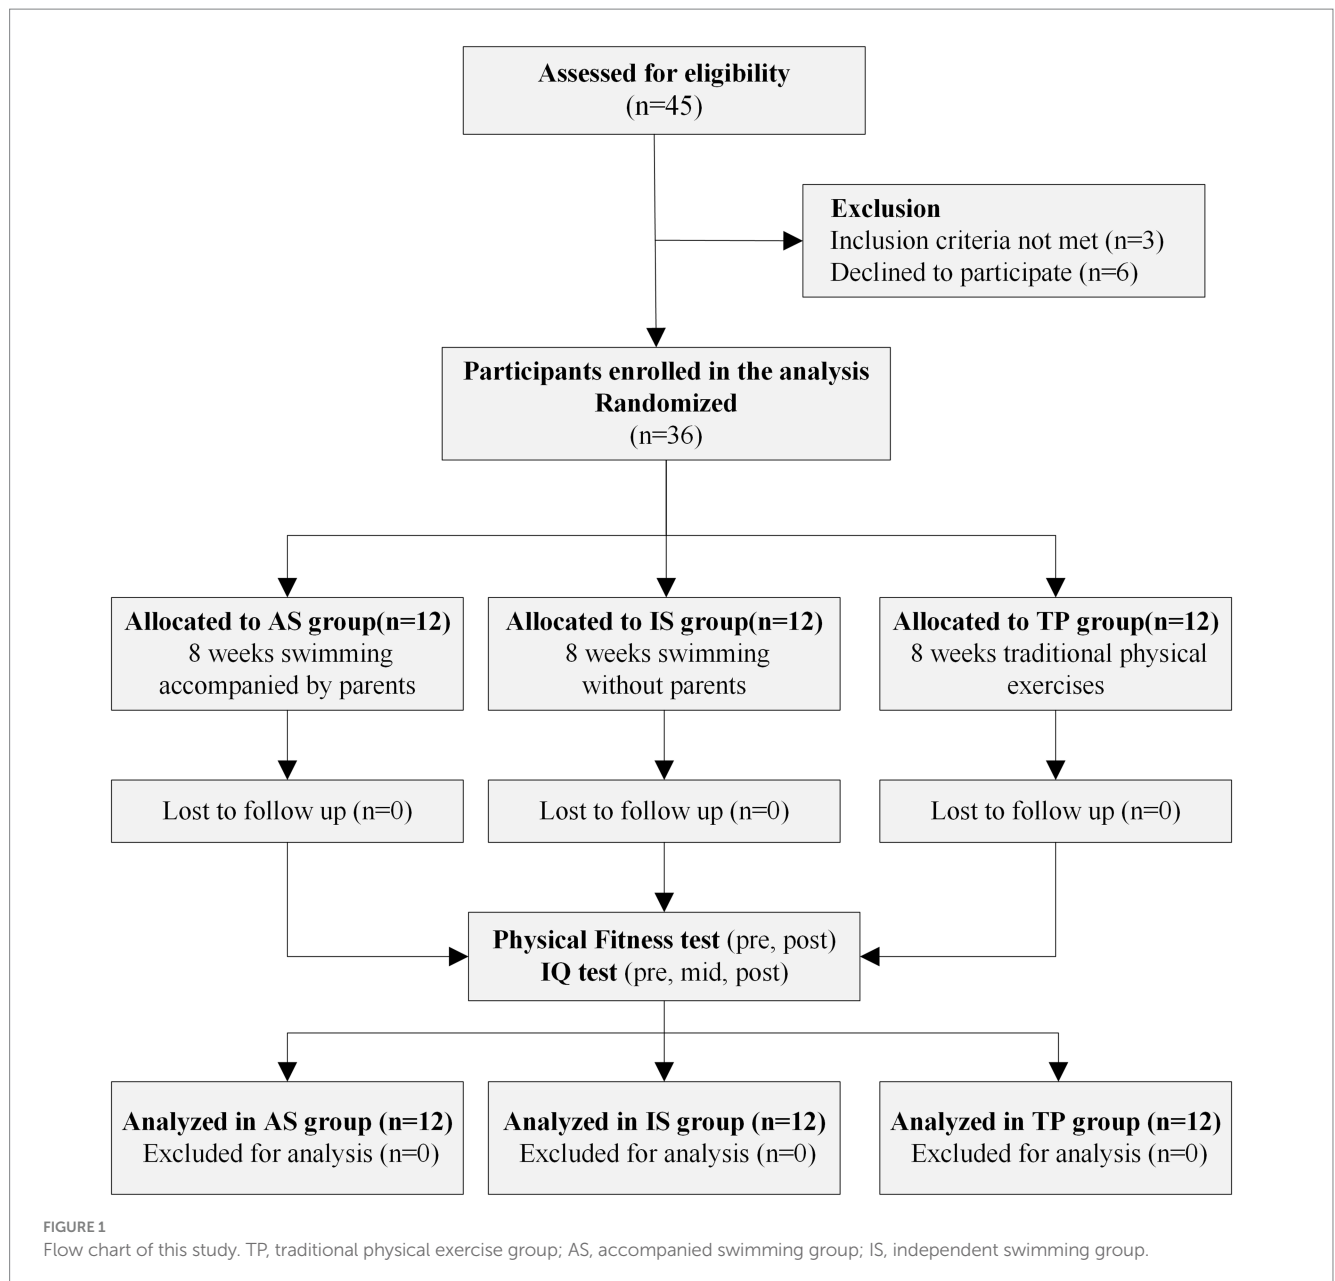 Assessed for eligibility
(n=45)
Exclusion
Inclusion criteria not met (n=3)
Declined to participate (n=6)
Participants enrolled in the analysis
Randomized
(n=36)
Allocated to AS group(n=12)
8 weeks swimming
accompanied by parents
Allocated to IS group(n=12)
8 weeks swimming
without parents
Allocated to TP group(n=12)
8 weeks traditional physical
exercises
Lost to follow up (n=0)
Lost to follow up (n=0)
Lost to follow up (n=0)
Physical Fitness test (pre, post)
IQ test (pre, mid, post)
Analyzed in AS group (n=12)
Excluded for analysis (n=0)
Analyzed in IS group (n=12)
Excluded for analysis (n=0)
Analyzed in TP group (n=12)
Excluded for analysis (n=0)
FIGURE 1
Flow chart of this study. TP, traditional physical exercise group; AS, accompanied swimming group; IS, independent swimming group.